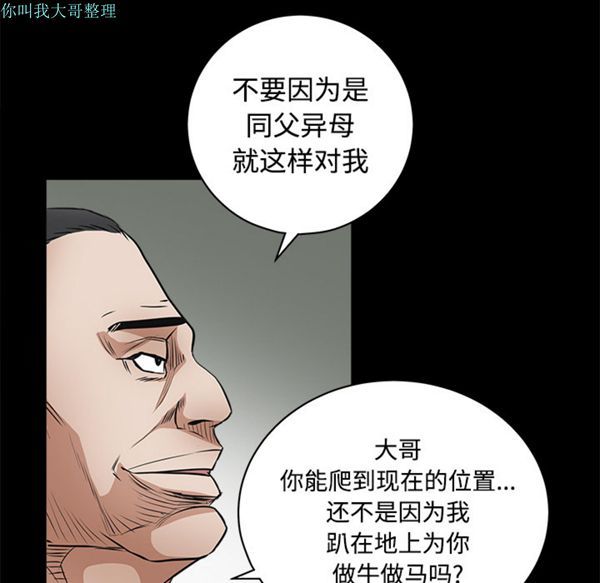 你叫我大哥整理
不要因为是
同父异母
就这样对我
大哥
你能爬到现在的位置...
还不是因为我
趴在地上为你
做牛做马吗?